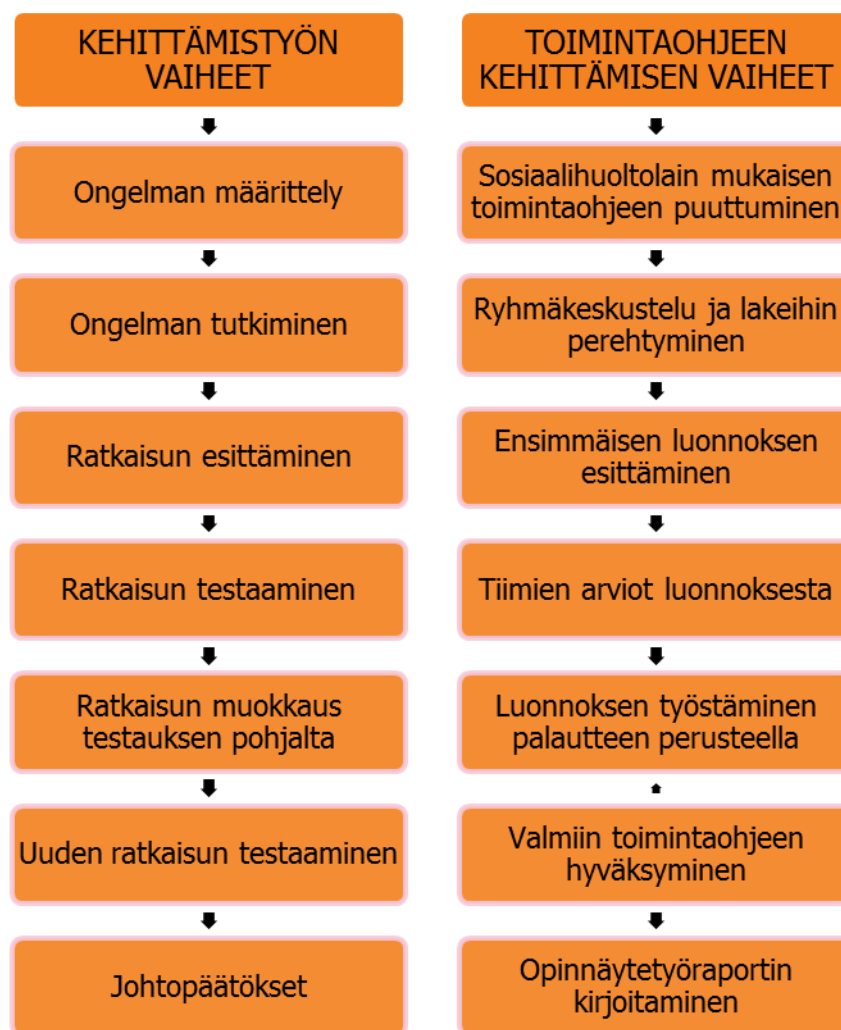 KEHITTÄMISTYÖN
VAIHEET
Ongelman määrittely
Ongelman tutkiminen
Ratkaisun esittäminen
Ratkaisun testaaminen
Ratkaisun muokkaus
testauksen pohjalta
Uuden ratkaisun testaaminen
Johtopäätökset
TOIMINTAOHJEEN
KEHITTÄMISEN VAIHEET
Sosiaalihuoltolain mukaisen
toimintaohjeen puuttuminen
Ryhmäkeskustelu ja lakeihin
perehtyminen
Ensimmäisen luonnoksen
esittäminen
Tiimien arviot luonnoksesta
Luonnoksen työstäminen
palautteen perusteella
Valmiin toimintaohjeen
hyväksyminen
Opinnäytetyöraportin
kirjoitaminen